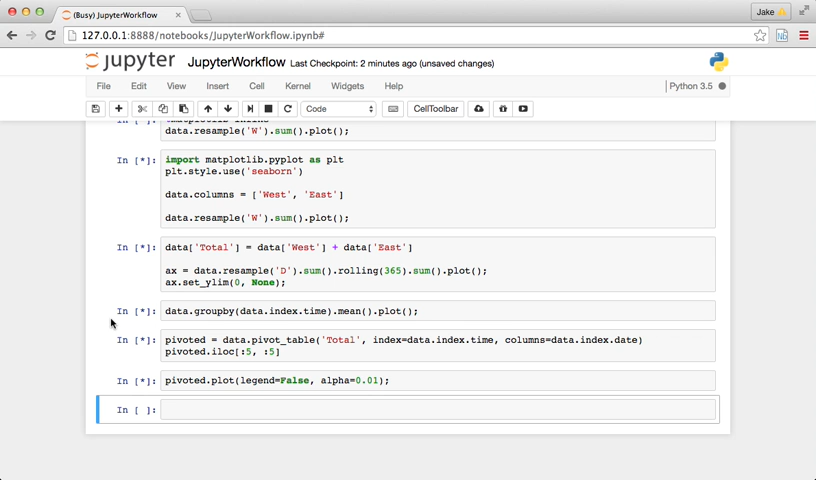 (Busy) JupyterWorkflow
Jake
127.0.0.1:8888/notebooks/JupyterWorkflow.ipynb#
Nb
jupyter JupyterWorkflow Last Checkpoint: 2 minutes ago (unsaved changes)
File Edit View Insert Cell Kernel Widgets Help Python 3.5
Code CellToolbar
In [*]:
data.resample('W').sum().plot();
In [*]: import matplotlib.pyplot as plt
plt.style.use('seaborn')
data.columns = ['West', 'East']
data.resample('W').sum().plot();
In [*]: data['Total'] = data['West'] + data['East']
ax = data.resample('D').sum().rolling(365).sum().plot();
ax.set_ylim(0, None);
In [*]: data.groupby(data.index.time).mean().plot();
In [*]: pivoted = data.pivot_table('Total', index=data.index.time, columns=data.index.date)
pivoted.iloc[:5, :5]
In [*]: pivoted.plot(legend=False, alpha=0.01);
In [ ]: